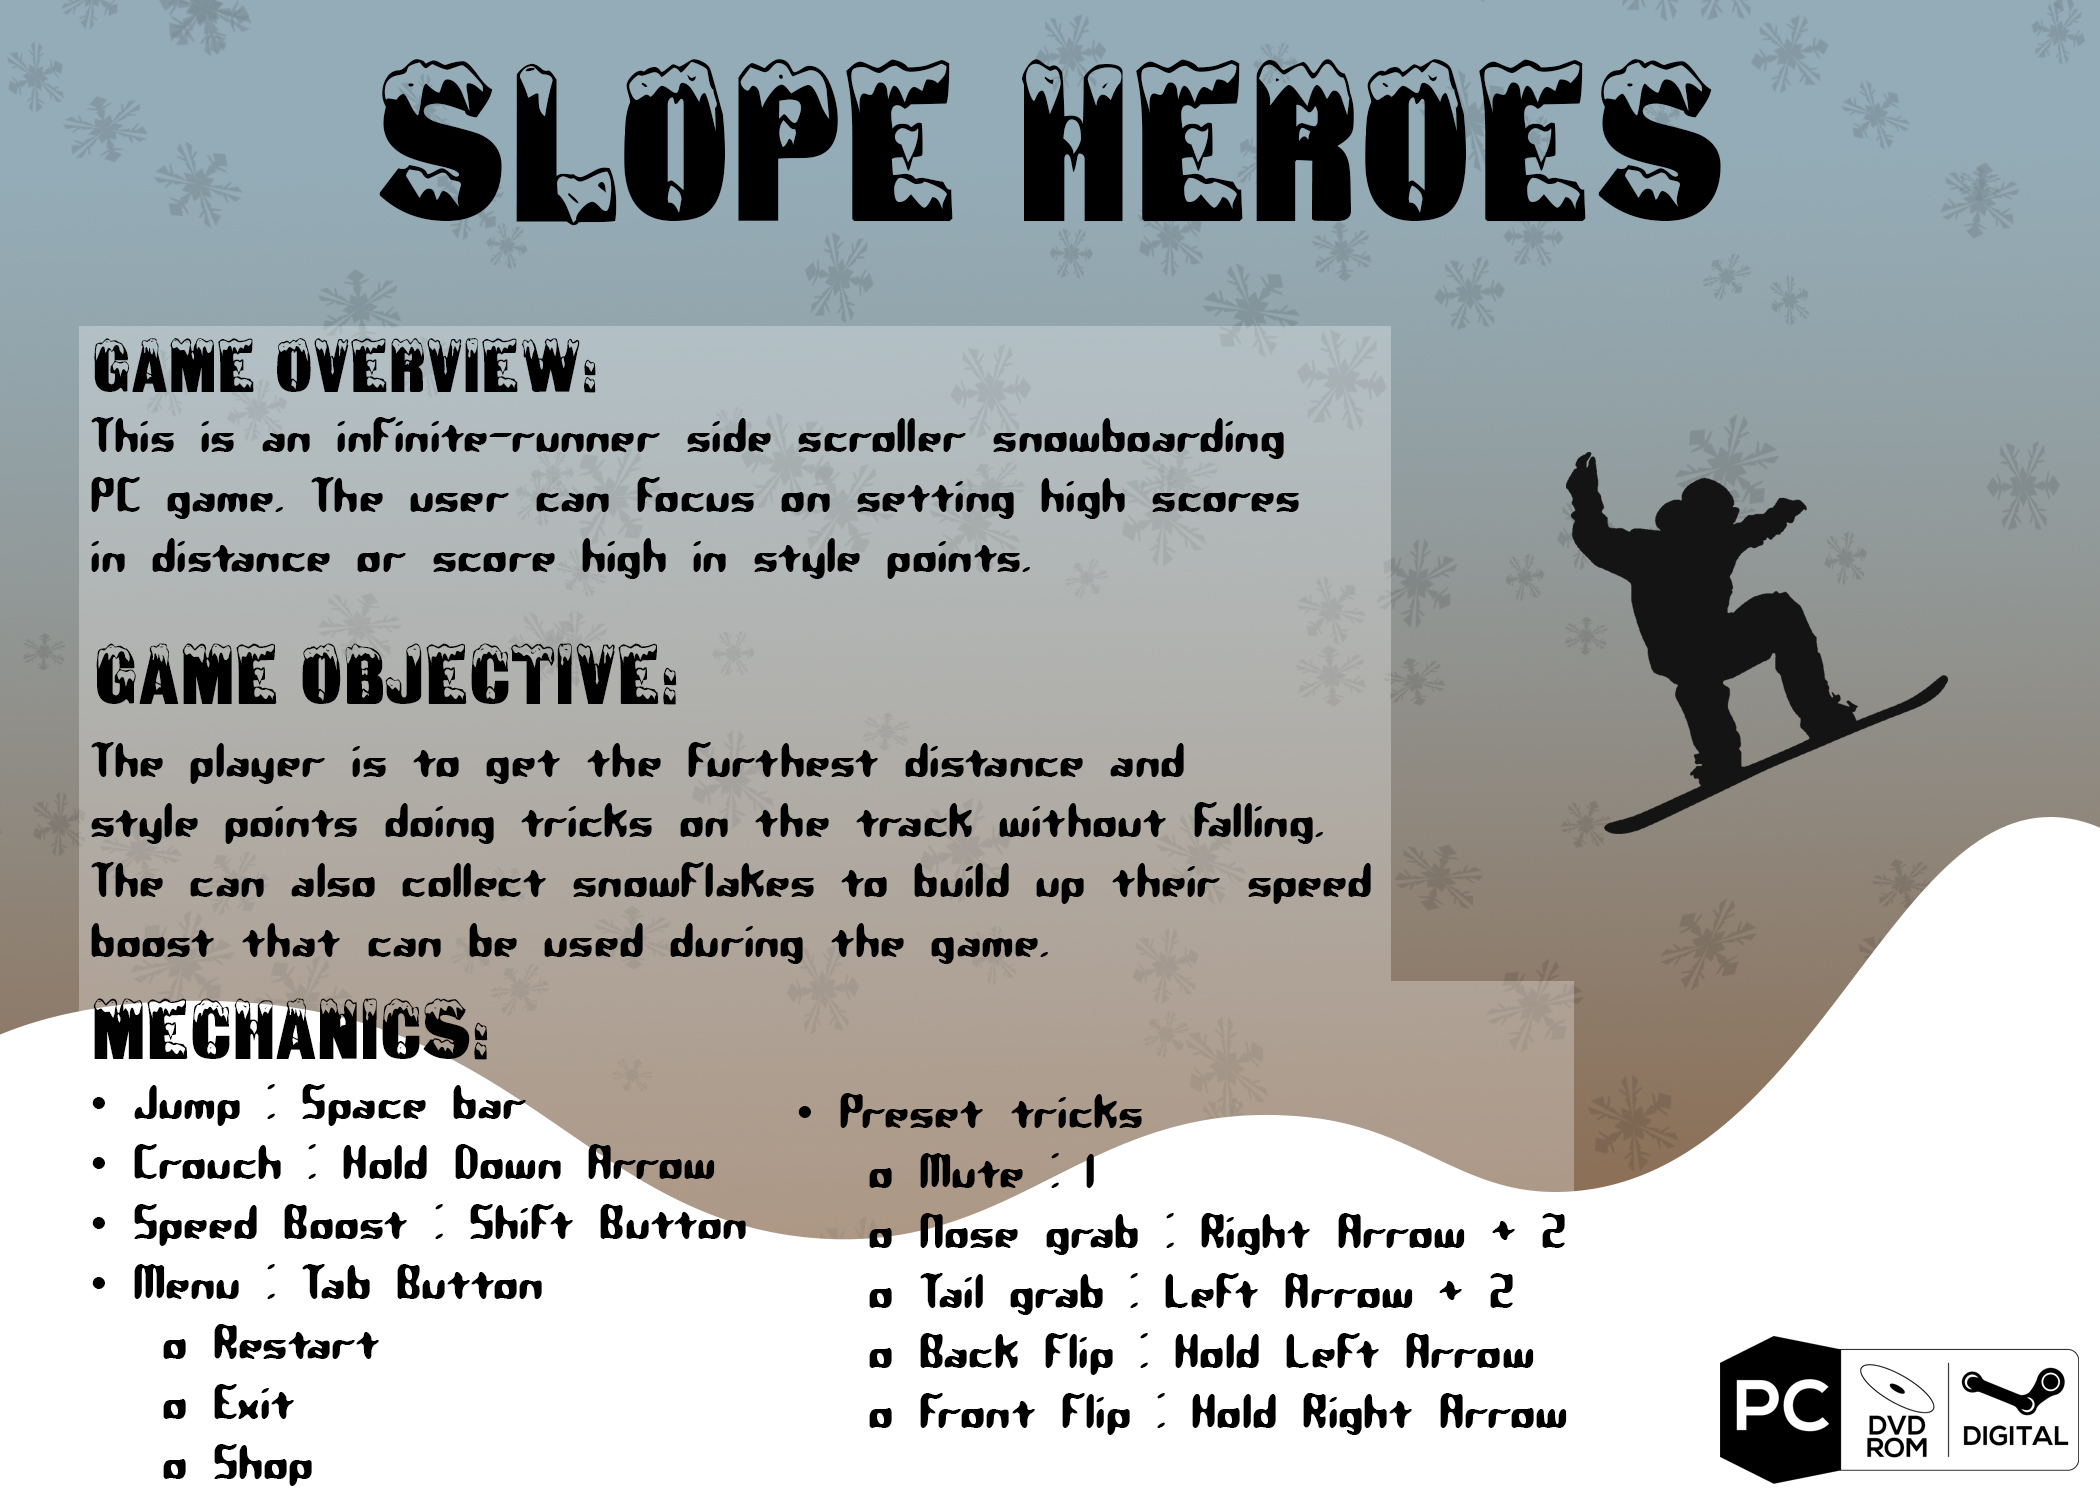 SLOPE HEROES
GAME OVERVIEW:
This is an infinite-runner side scroller snowboarding
PC game. The user can focus on setting high scores
in distance or score high in style points.
GAME OBJECTIVE:
The player is to get the furthest distance and
style points doing tricks on the track without falling.
The can also collect snowflakes to build up their speed
boost that can be used during the game.
MECHANICS:
• Jump : Space bar
• Crouch : Hold Down Arrow
• Speed Boost : Shift Button
• Menu : Tab Button
o Restart
o Exit
o Shop
• Preset tricks
o Mute : 1
o Nose grab : Right Arrow + 2
o Tail grab : Left Arrow + 2
o Back Flip : Hold Left Arrow
o Front Flip : Hold Right Arrow
PC
DVD
ROM
DIGITAL